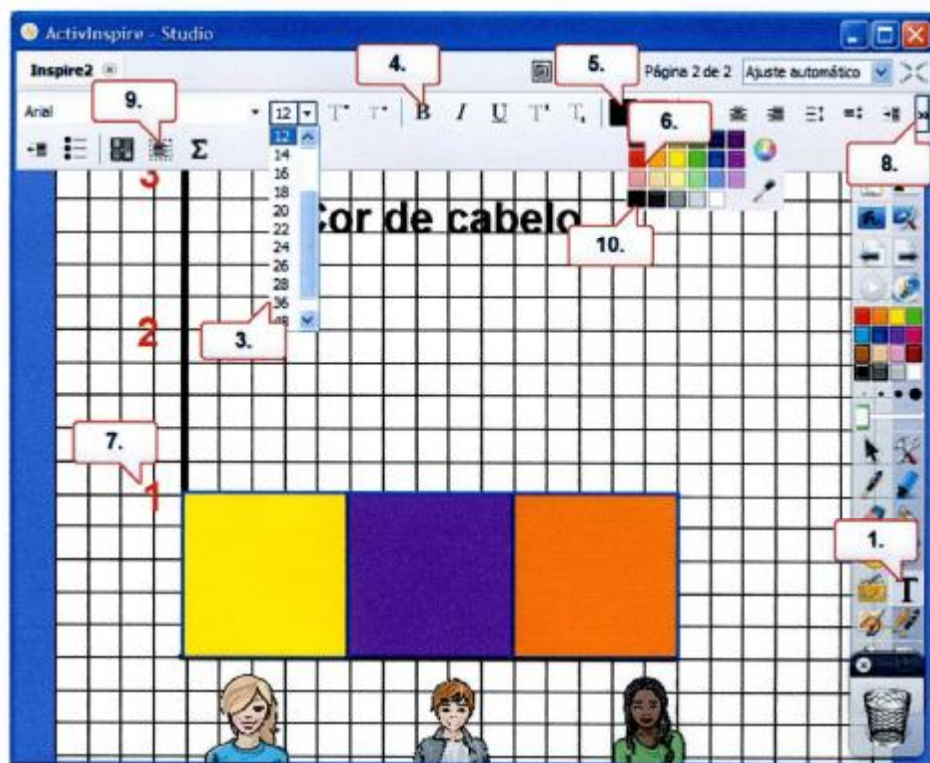 ActivInspire - Studio
Inspire2
4.
5.
Página 2 de 2
Ajuste automático
Arial
9.
12
B
I
U
6.
8.
Σ
12
14
16
18
20
22
24
26
28
36
48
3
Cor de cabelo
10.
3.
2
7.
1
1.
T